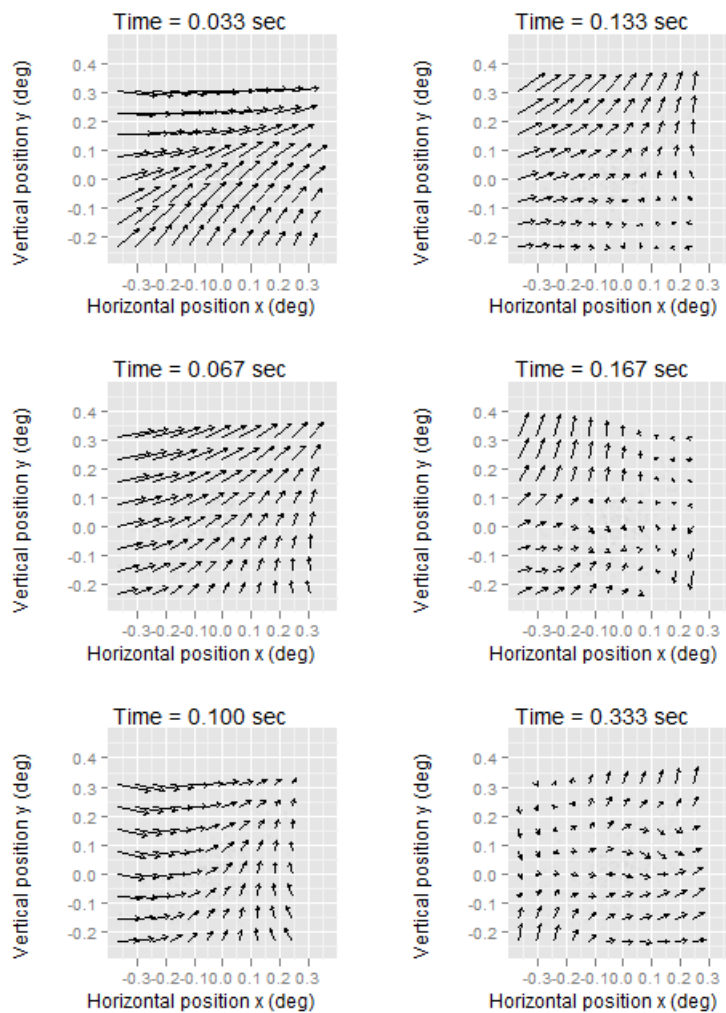 Time = 0.033 sec
Vertical position y (deg)
0.4
0.3
0.2
0.1
0.0
-0.1
-0.2
-0.3-0.2-0.10.0 0.1 0.2 0.3
Horizontal position x (deg)
Time = 0.133 sec
Vertical position y (deg)
0.4
0.3
0.2
0.1
0.0
-0.1
-0.2
-0.3-0.2-0.10.0 0.1 0.2 0.3
Horizontal position x (deg)
Time = 0.067 sec
Vertical position y (deg)
0.4
0.3
0.2
0.1
0.0
-0.1
-0.2
-0.3-0.2-0.10.0 0.1 0.2 0.3
Horizontal position x (deg)
Time = 0.167 sec
Vertical position y (deg)
0.4
0.3
0.2
0.1
0.0
-0.1
-0.2
-0.3-0.2-0.10.0 0.1 0.2 0.3
Horizontal position x (deg)
Time = 0.100 sec
Vertical position y (deg)
0.4
0.3
0.2
0.1
0.0
-0.1
-0.2
-0.3-0.2-0.10.0 0.1 0.2 0.3
Horizontal position x (deg)
Time = 0.333 sec
Vertical position y (deg)
0.4
0.3
0.2
0.1
0.0
-0.1
-0.2
-0.3-0.2-0.10.0 0.1 0.2 0.3
Horizontal position x (deg)